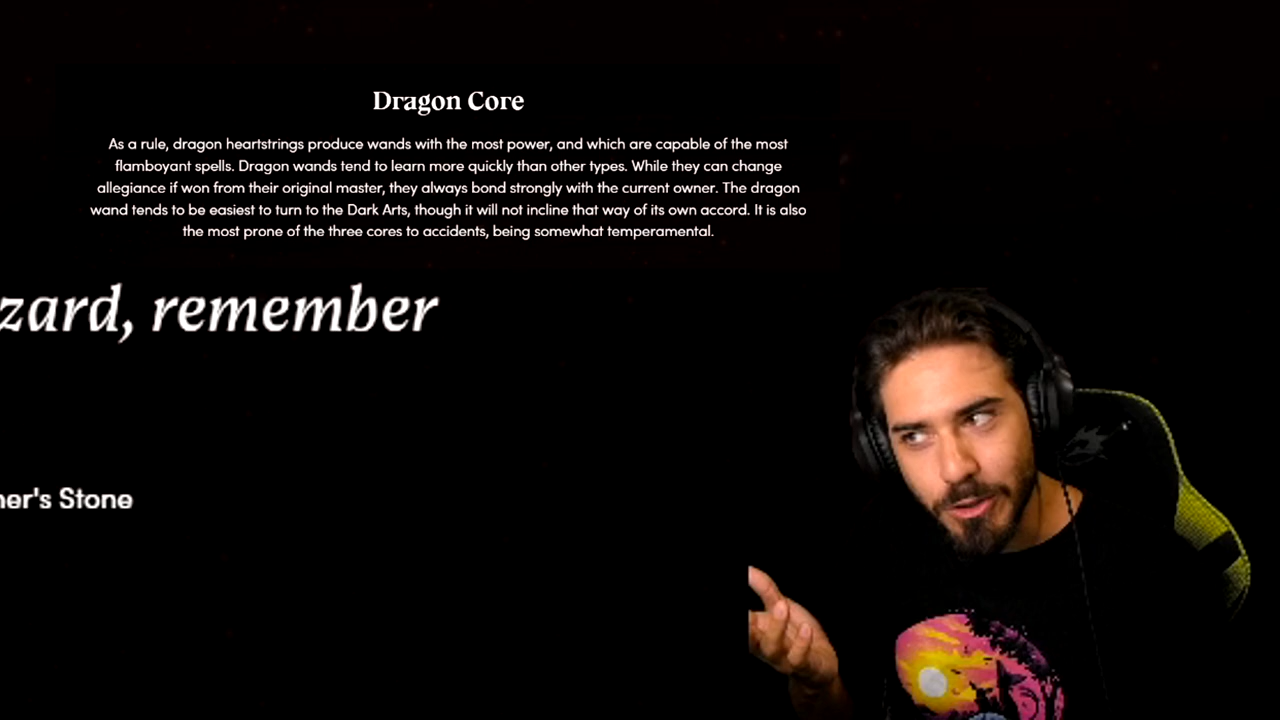 Dragon Core
As a rule, dragon heartstrings produce wands with the most power, and which are capable of the most
flamboyant spells. Dragon wands tend to learn more quickly than other types. While they can change
allegiance if won from their original master, they always bond strongly with the current owner. The dragon
wand tends to be easiest to turn to the Dark Arts, though it will not incline that way of its own accord. It is also
the most prone of the three cores to accidents, being somewhat temperamental.
zard, remember
ner's Stone